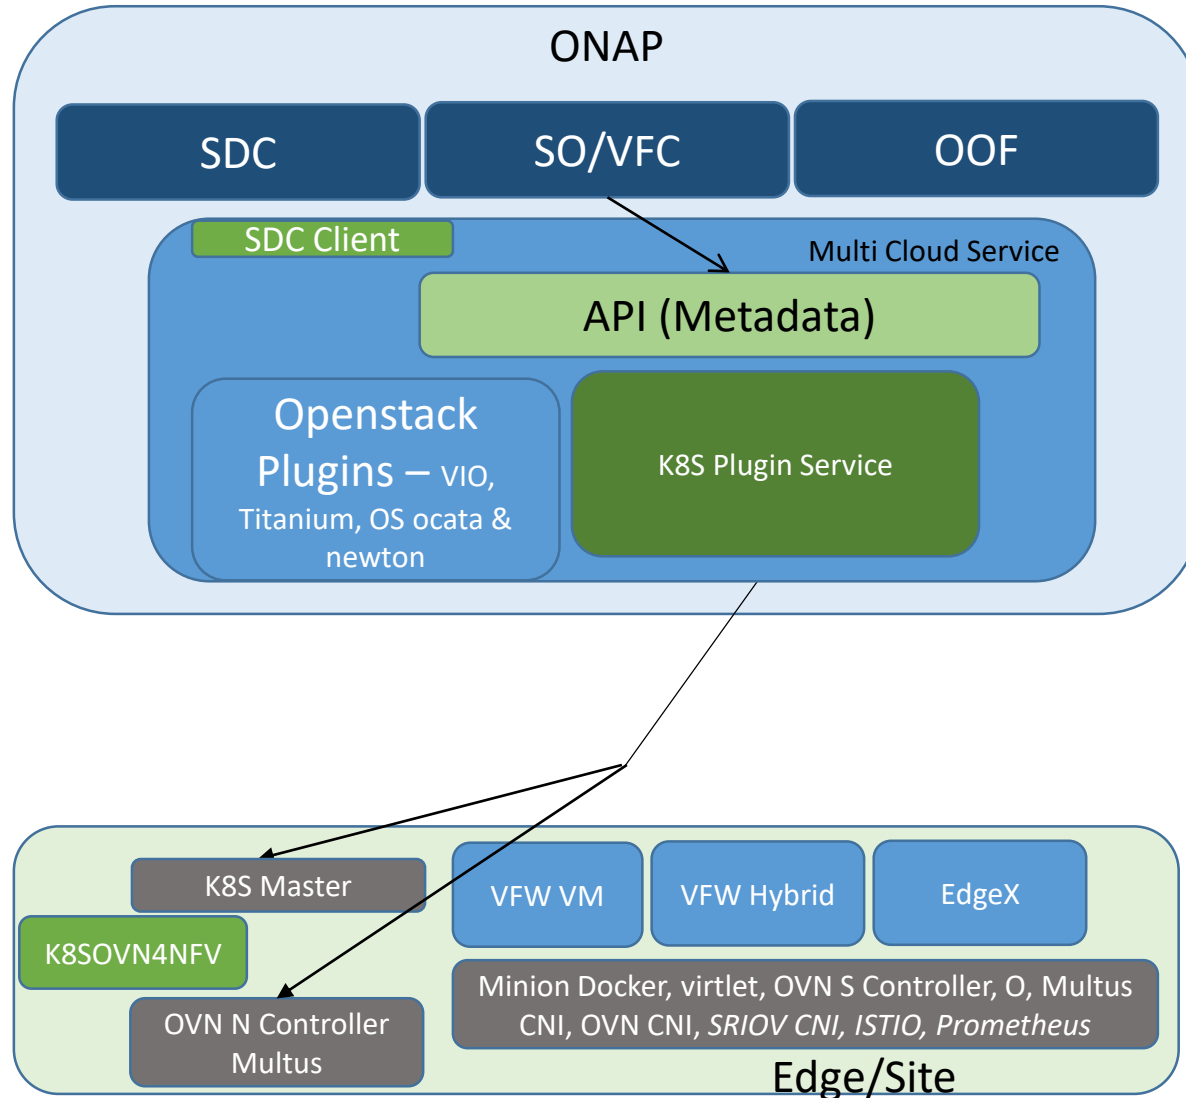 ONAP
SDC
SO/VFC
OOF
SDC Client
Multi Cloud Service
API (Metadata)
Openstack
Plugins – VIO,
Titanium, OS ocata &
newton
K8S Plugin Service
K8S Master
VFW VM
VFW Hybrid
EdgeX
K8SOVN4NFV
OVN N Controller
Multus
Minion Docker, virtlet, OVN S Controller, O, Multus
CNI, OVN CNI, SRIOV CNI, ISTIO, Prometheus
Edge/Site